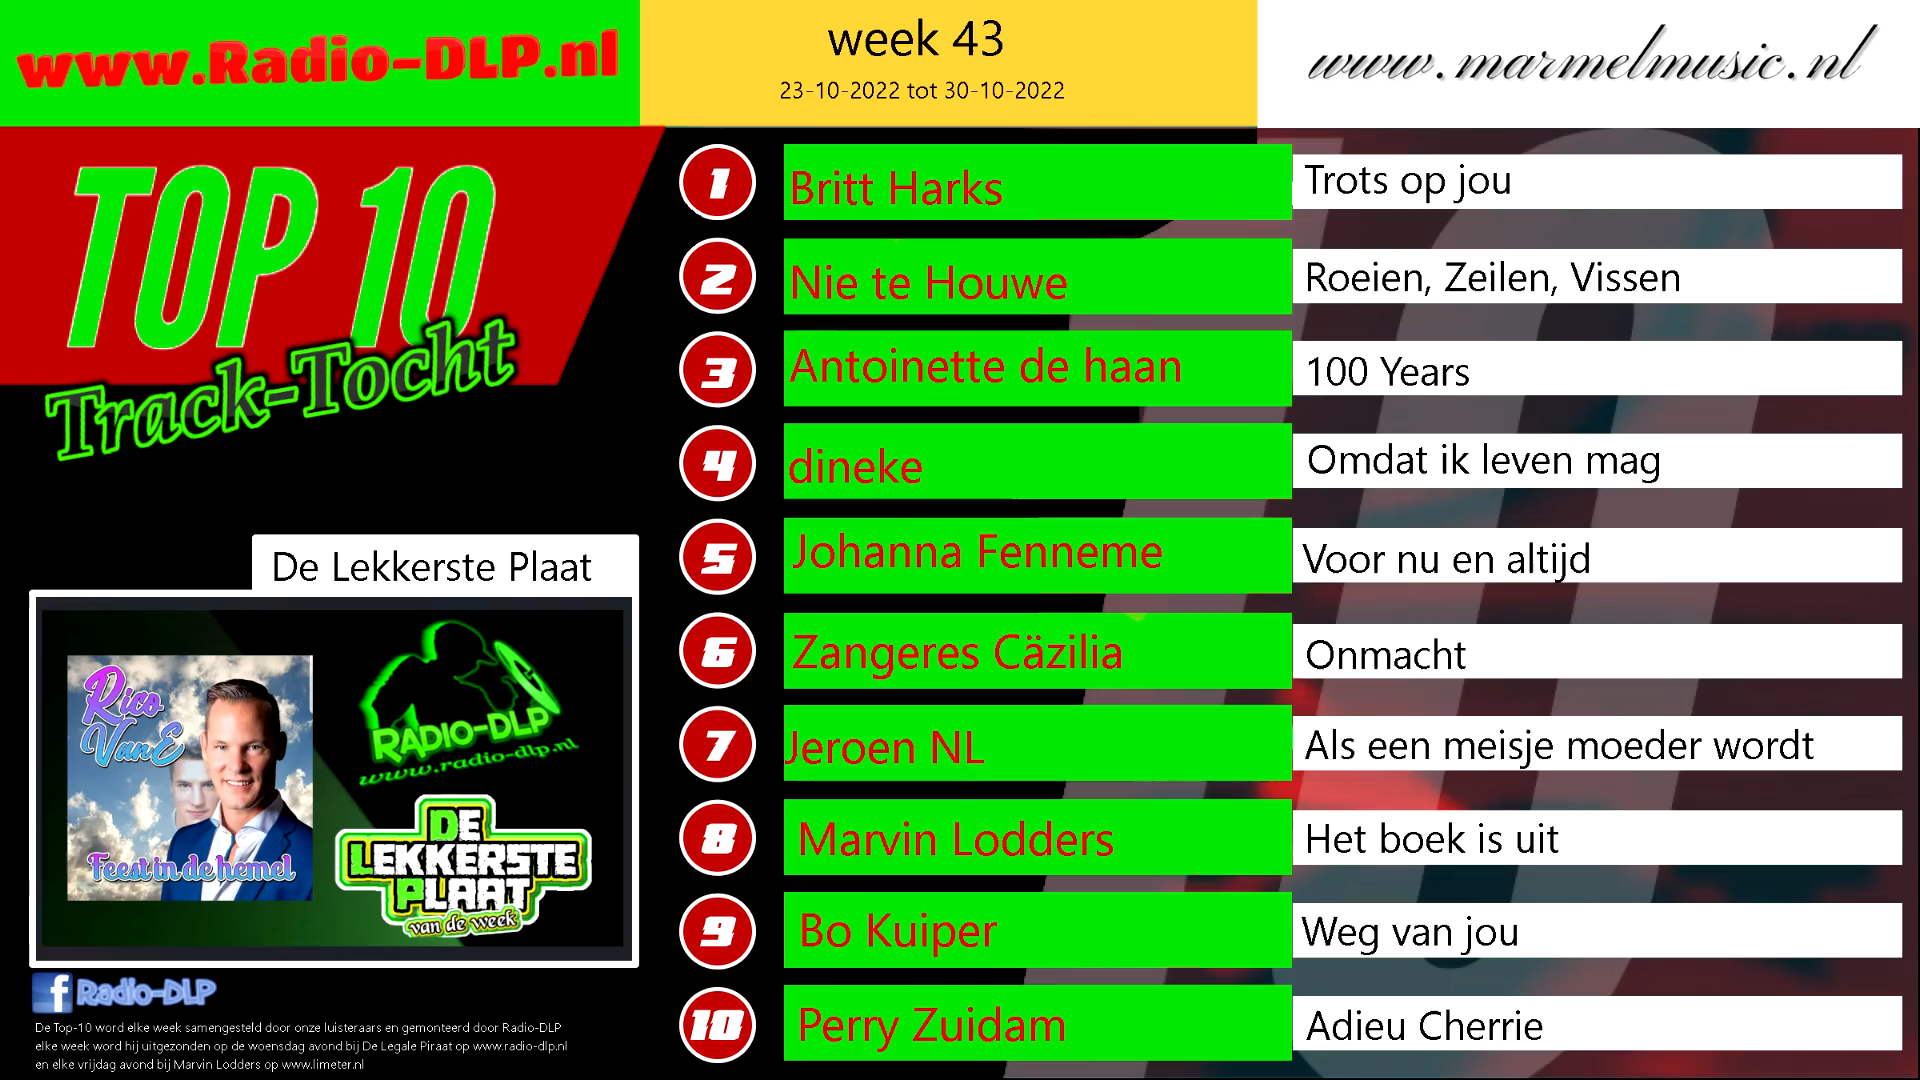 www.Radio-DLP.nl
week 43
23-10-2022 tot 30-10-2022
www.marmelmusic.nl
TOP 10
Track-Tocht
1 Britt Harks Trots op jou
2 Nie te Houwe Roeien, Zeilen, Vissen
3 Antoinette de haan 100 Years
4 dineke Omdat ik leven mag
5 Johanna Fenneme Voor nu en altijd
6 Zangeres Cäzilia Onmacht
7 Jeroen NL Als een meisje moeder wordt
8 Marvin Lodders Het boek is uit
9 Bo Kuiper Weg van jou
10 Perry Zuidam Adieu Cherrie
De Lekkerste Plaat
Rico
Van E
Feest in de hemel
RADIO-DLP
www.radio-dlp.nl
DE
LEKKERSTE
PLAAT
van de week
f Radio-DLP
De Top-10 word elke week samengesteld door onze luisteraars en gemonteerd door Radio-DLP
elke week word hij uitgezonden op de woensdag avond bij De Legale Piraat op www.radio-dlp.nl
en elke vrijdag avond bij Marvin Lodders op www.limeter.nl